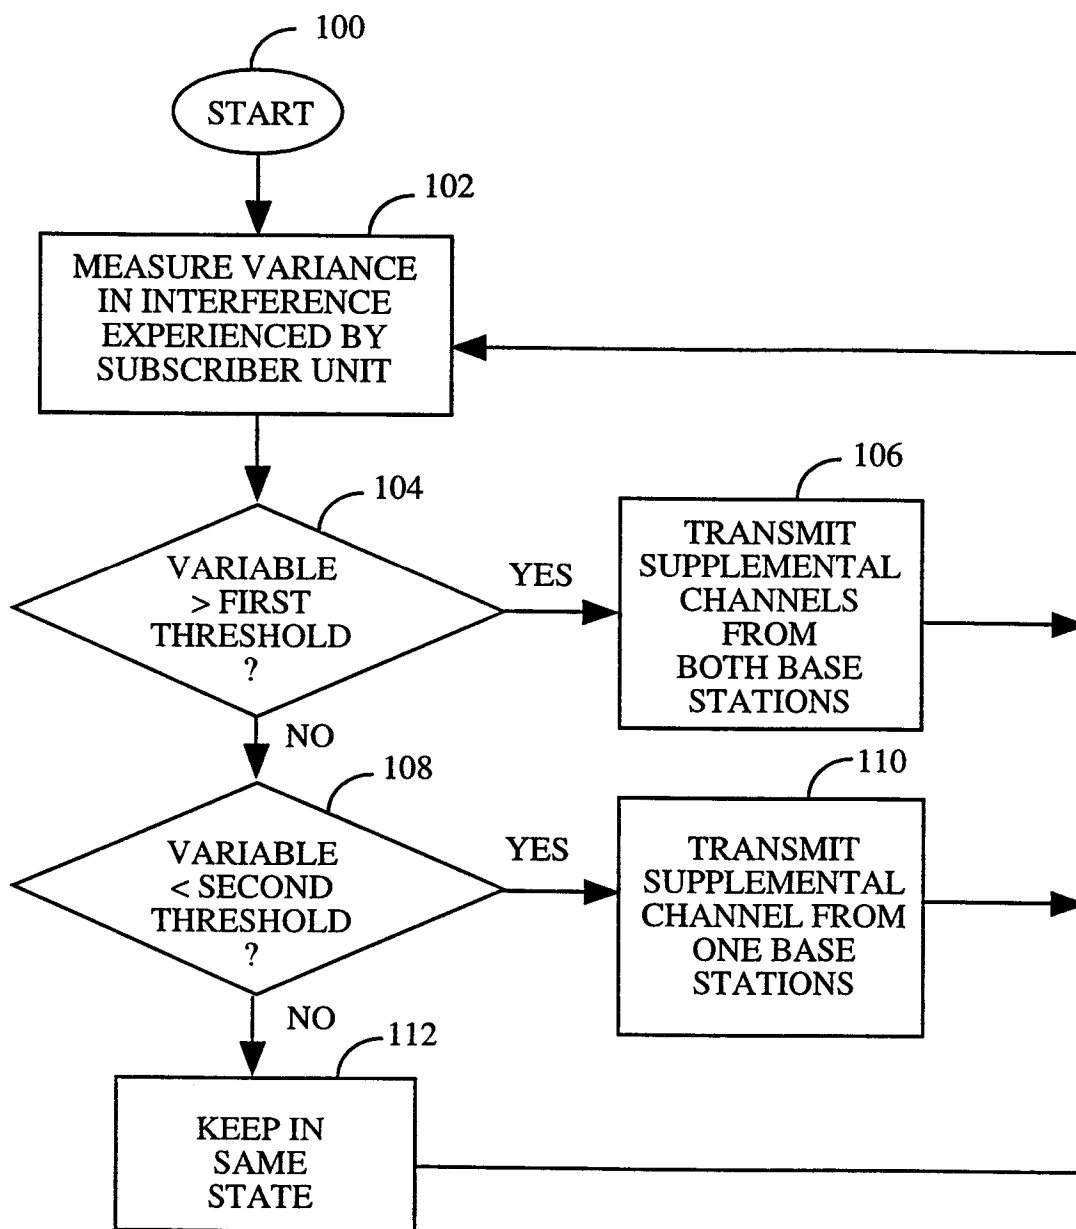 100
START
102
MEASURE VARIANCE
IN INTERFERENCE
EXPERIENCED BY
SUBSCRIBER UNIT
104
VARIABLE
> FIRST
THRESHOLD
?
YES
106
TRANSMIT
SUPPLEMENTAL
CHANNELS
FROM
BOTH BASE
STATIONS
NO
108
VARIABLE
< SECOND
THRESHOLD
?
YES
110
TRANSMIT
SUPPLEMENTAL
CHANNEL FROM
ONE BASE
STATIONS
NO
112
KEEP IN
SAME
STATE